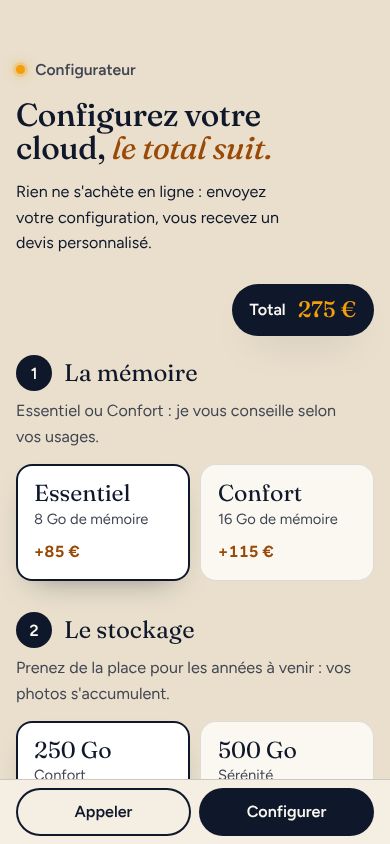 Configurateur
Configurez votre
cloud, le total suit.
Rien ne s'achète en ligne : envoyez
votre configuration, vous recevez un
devis personnalisé.
Total 275 €
1 La mémoire
Essentiel ou Confort : je vous conseille selon
vos usages.
Essentiel
8 Go de mémoire
+85 €
Confort
16 Go de mémoire
+115 €
2 Le stockage
Prenez de la place pour les années à venir : vos
photos s'accumulent.
250 Go
Confort
500 Go
Sérénité
Appeler
Configurer